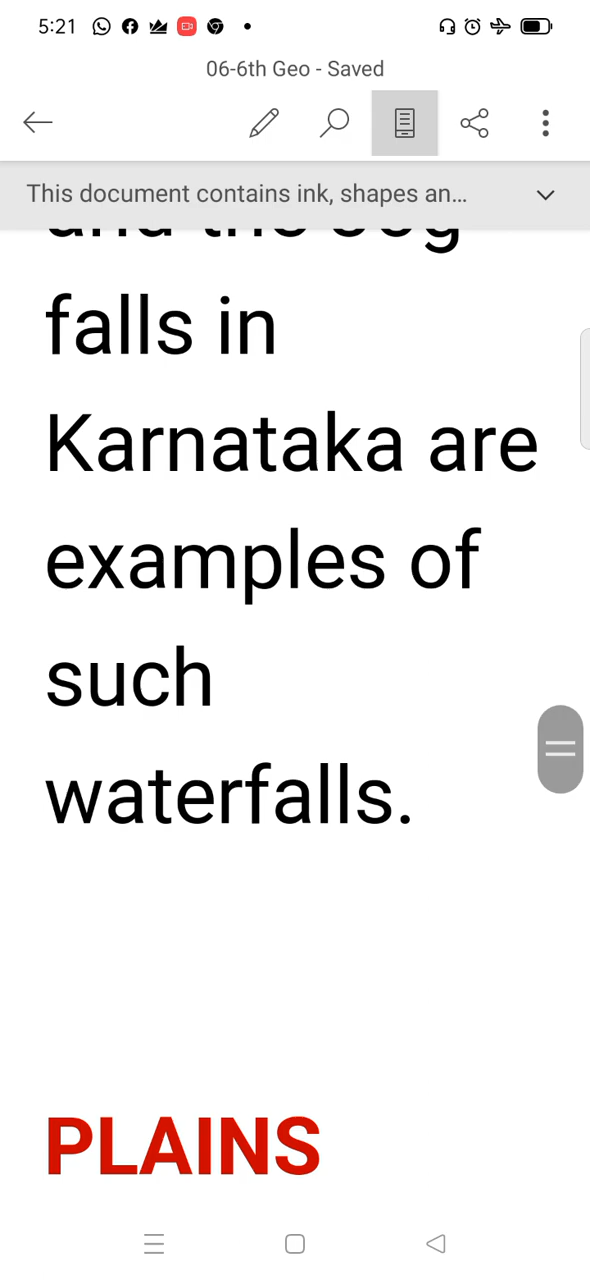 5:21
06-6th Geo - Saved
This document contains ink, shapes an...
falls in
Karnataka are
examples of
such
waterfalls.
PLAINS